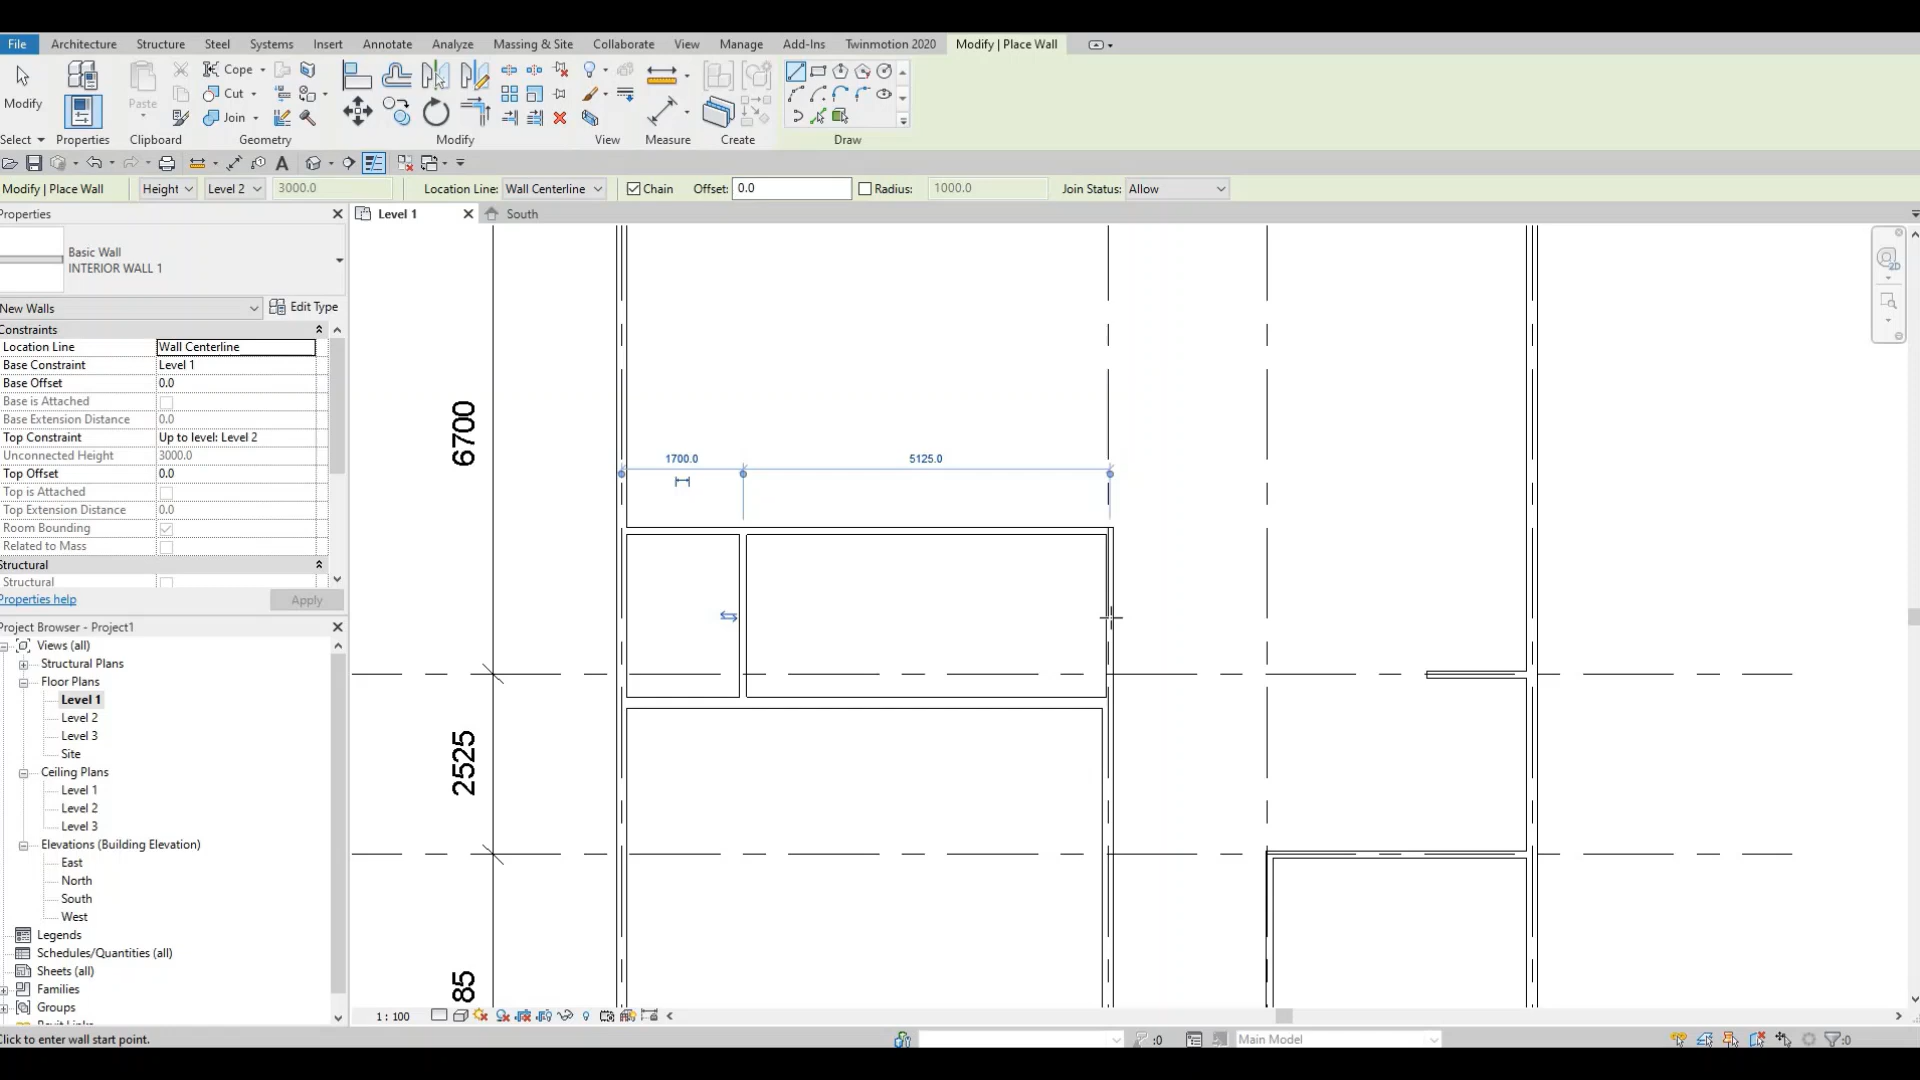 File Architecture Structure Steel Systems Insert Annotate Analyze Massing & Site Collaborate View Manage Add-Ins Twinmotion 2020 Modify | Place Wall
Modify Paste Cope Cut Join
Select Properties Clipboard Geometry Modify View Measure Create Draw
Modify | Place Wall Height Level 2 3000.0 Location Line: Wall Centerline Chain Offset: 0.0 Radius: 1000.0 Join Status: Allow
Properties
Level 1 South
Basic Wall
INTERIOR WALL 1
New Walls Edit Type
Constraints
Location Line Wall Centerline
Base Constraint Level 1
Base Offset 0.0
Base is Attached
Base Extension Distance 0.0
Top Constraint Up to level: Level 2
Unconnected Height 3000.0
Top Offset 0.0
Top is Attached
Top Extension Distance 0.0
Room Bounding
Related to Mass
Structural
Structural
Properties help Apply
Project Browser - Project1
Views (all)
Structural Plans
Floor Plans
Level 1
Level 2
Level 3
Site
Ceiling Plans
Level 1
Level 2
Level 3
Elevations (Building Elevation)
East
North
South
West
Legends
Schedules/Quantities (all)
Sheets (all)
Families
Groups
6700
1700.0 5125.0
2525
85
2D
1 : 100
Click to enter wall start point. :0 Main Model :0